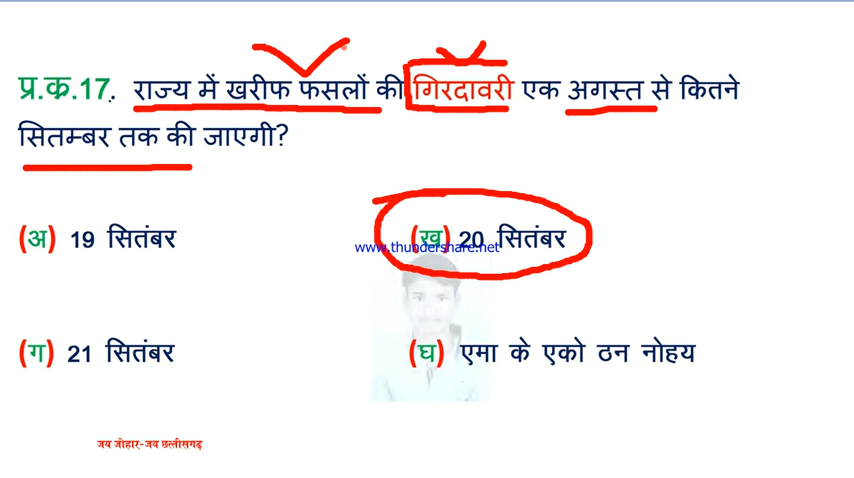 प्र.क.17. राज्य में खरीफ फसलों की गिरदावरी एक अगस्त से कितने
सितम्बर तक की जाएगी?
(अ) 19 सितंबर
(ख) 20 सितंबर
www.thundershare.net
(ग) 21 सितंबर
(घ) एमा के एको ठन नोहय
जय जोहार-जय छत्तीसगढ़